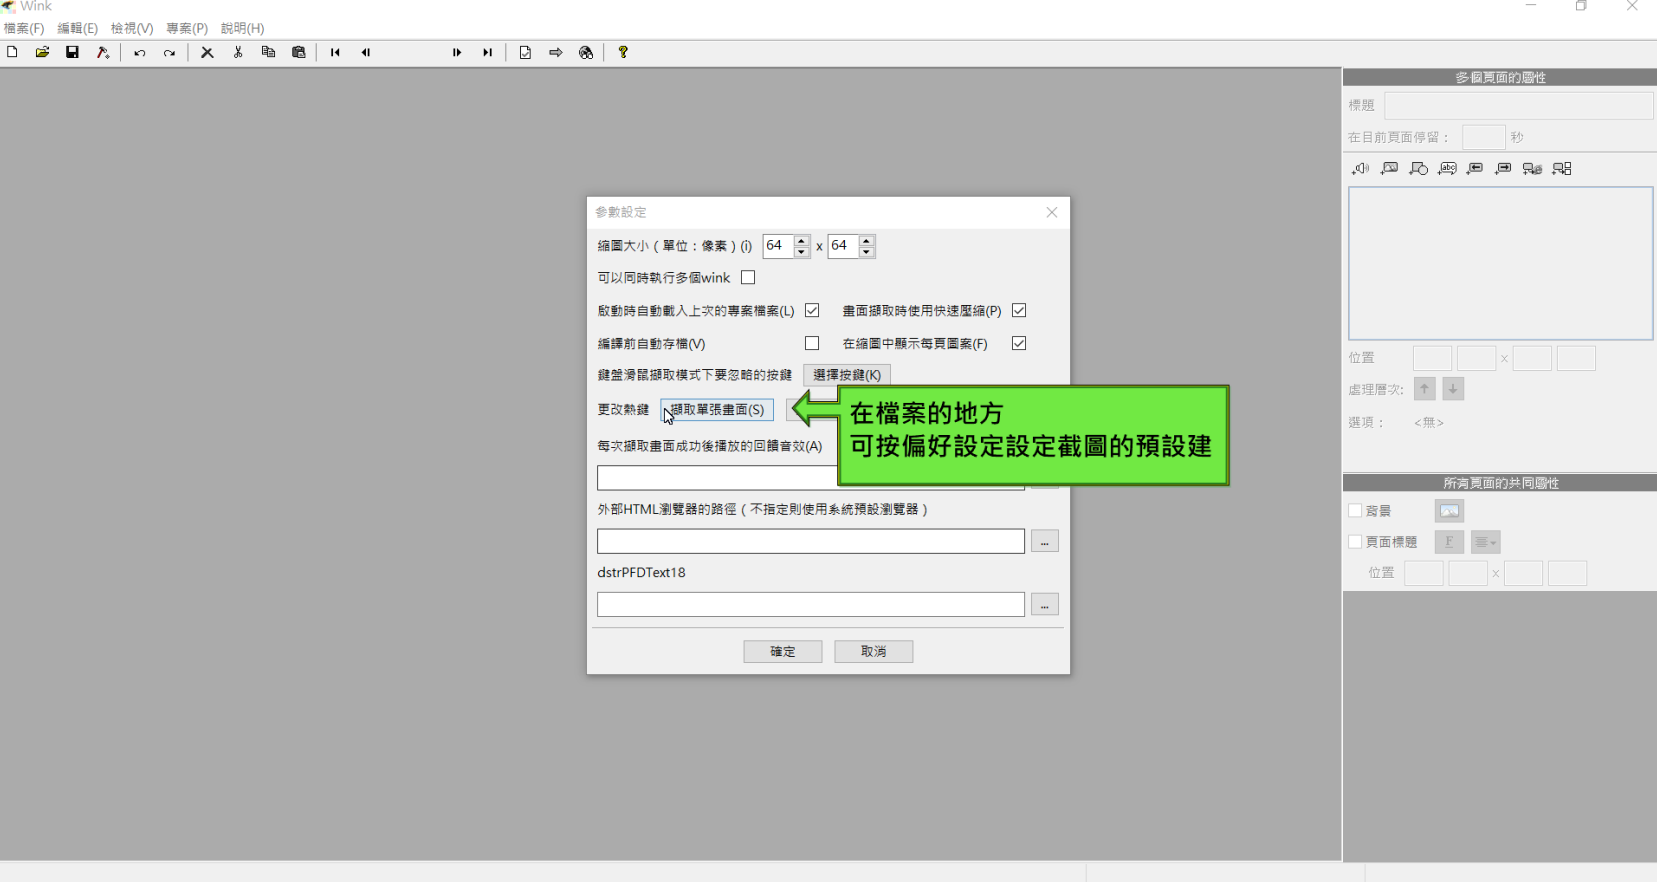 Wink
檔案(F) 編輯(E) 檢視(V) 專案(P) 說明(H)
多個頁面的屬性
標題
在目前頁面停留： 秒
位置 x
處理層次:
選項： <無>
所有頁面的共同屬性
背景
頁面標題 F
位置 x
參數設定
縮圖大小（單位：像素）(i) 64 x 64
可以同時執行多個wink
啟動時自動載入上次的專案檔案(L) 畫面擷取時使用快速壓縮(P)
編譯前自動存檔(V) 在縮圖中顯示每頁圖案(F)
鍵盤滑鼠擷取模式下要忽略的按鍵 選擇按鍵(K)
更改熱鍵 擷取單張畫面(S)
在檔案的地方
可按偏好設定設定截圖的預設建
每次擷取畫面成功後播放的回饋音效(A)
外部HTML瀏覽器的路徑（不指定則使用系統預設瀏覽器）
...
dstrPFDText18
...
確定 取消